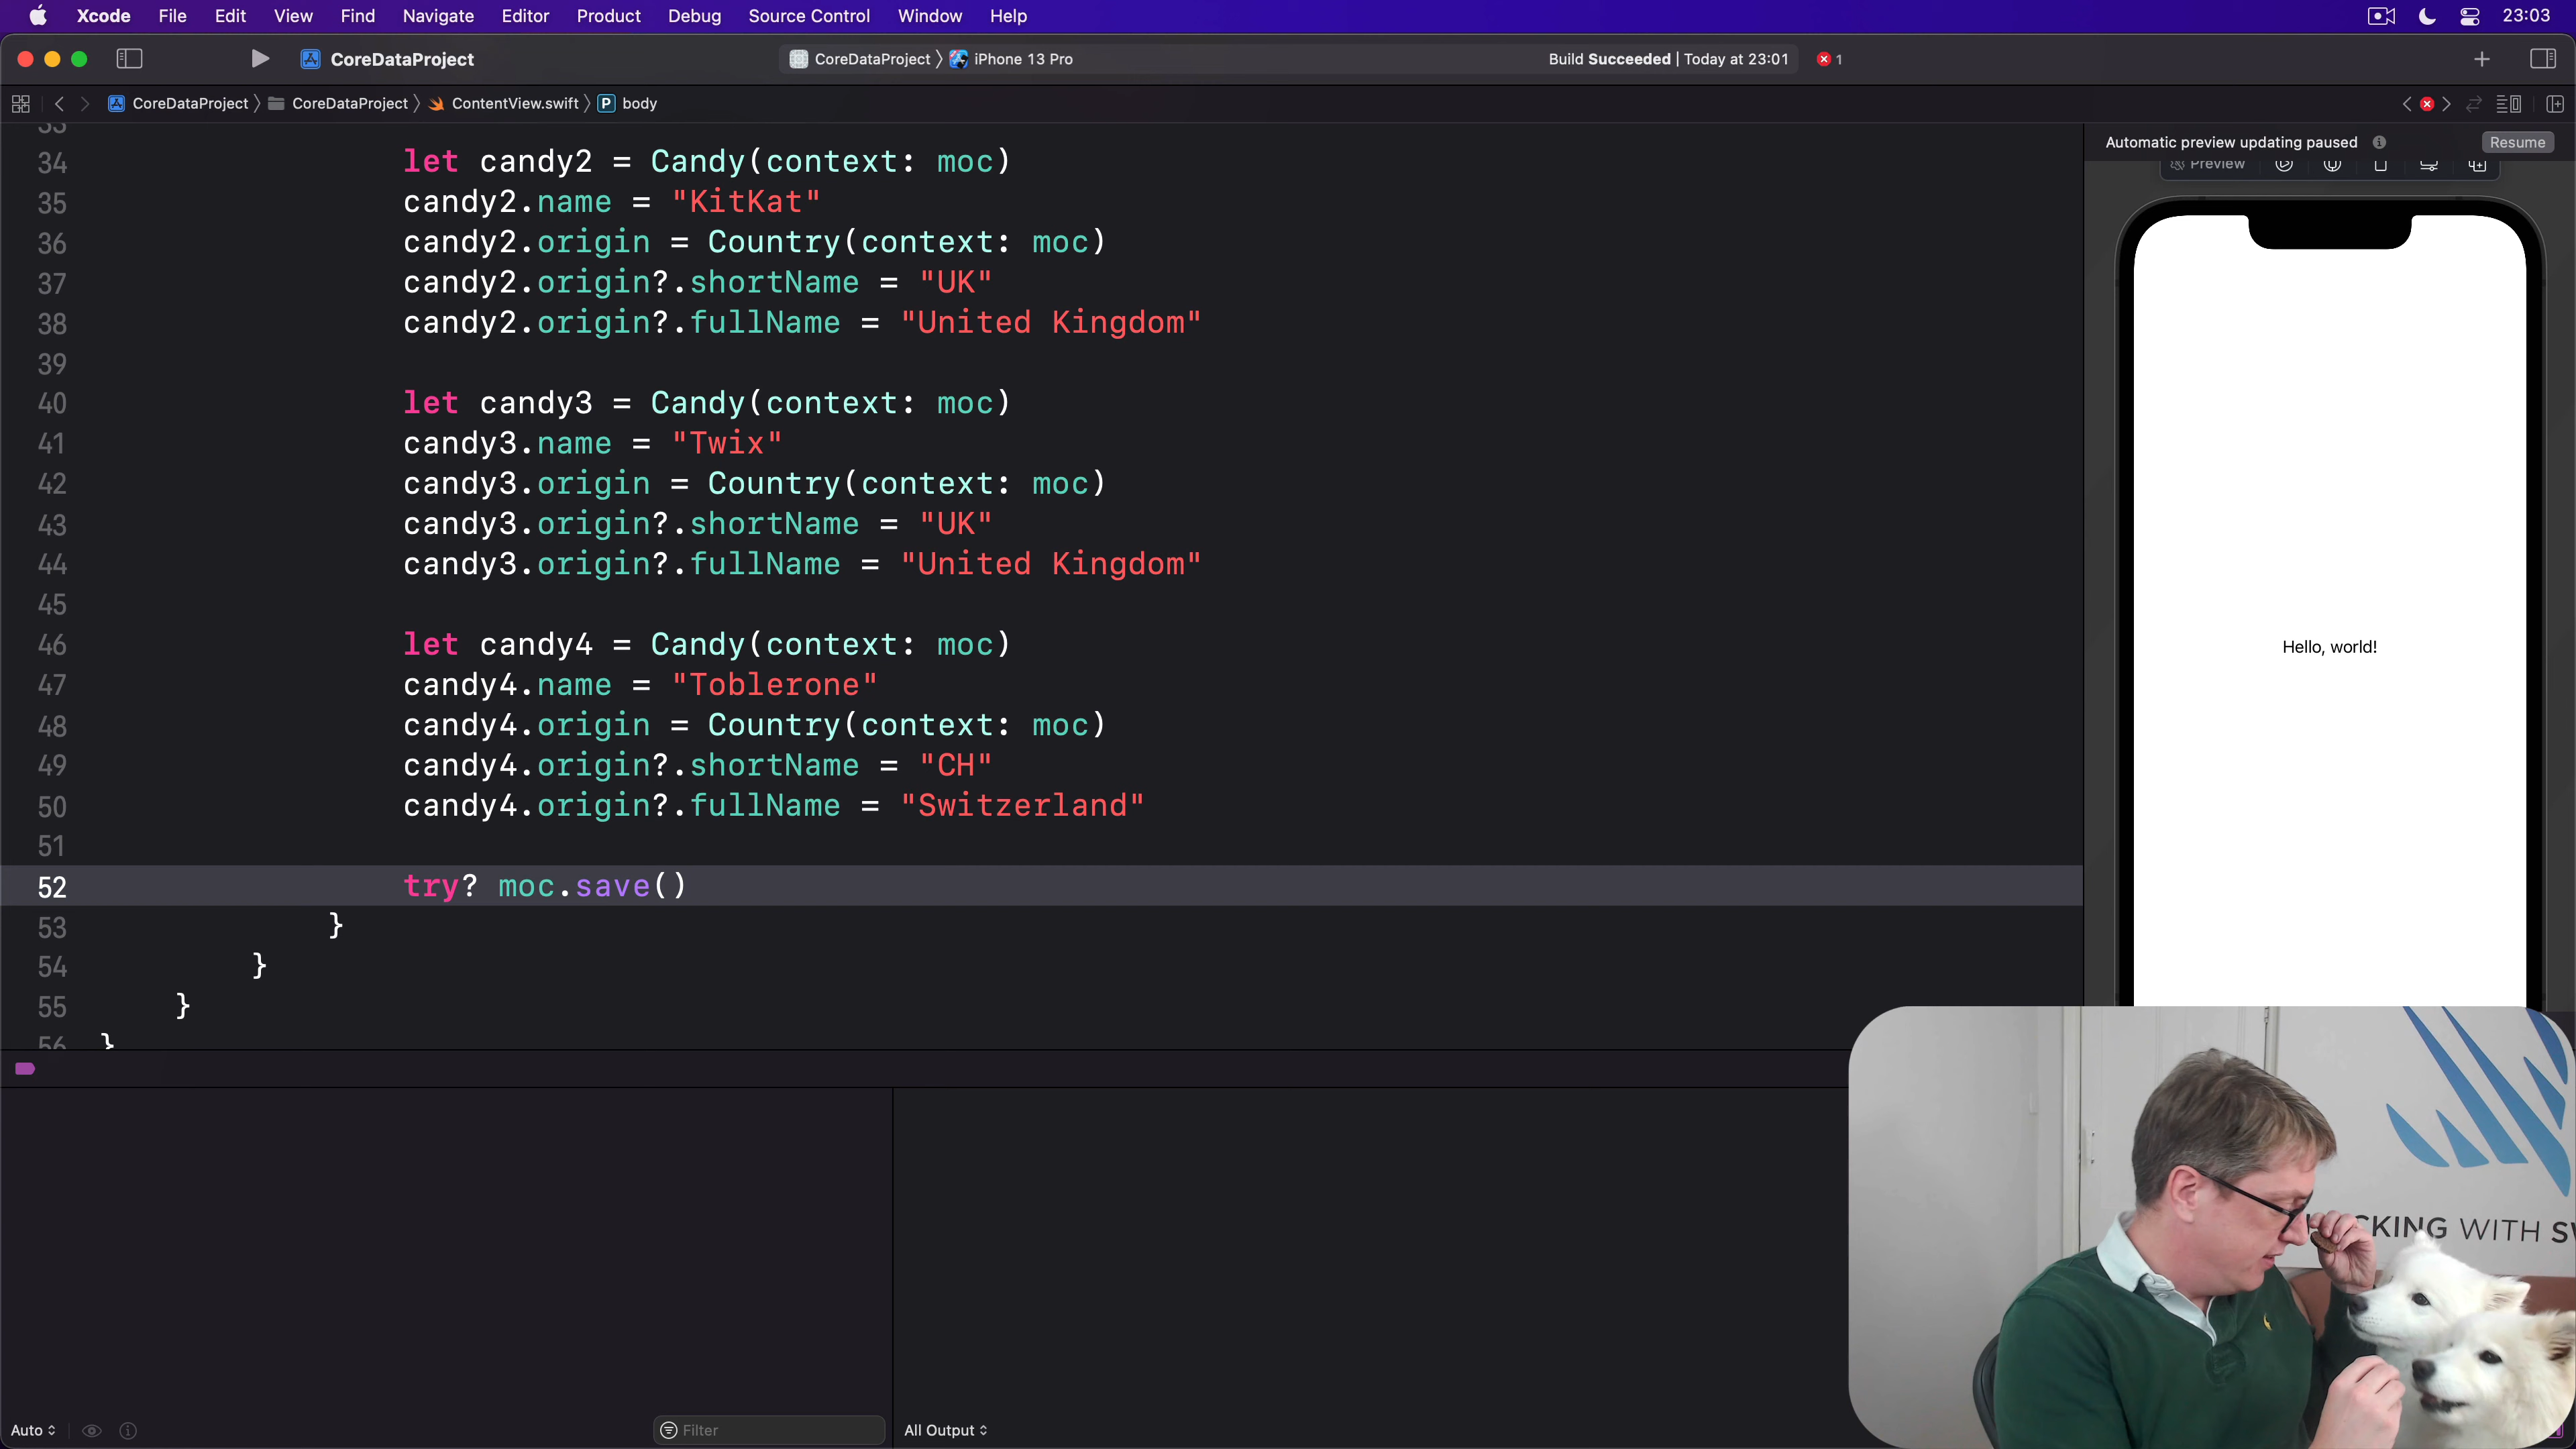 Xcode File Edit View Find Navigate Editor Product Debug Source Control Window Help 23:03
CoreDataProject CoreDataProject 〉 iPhone 13 Pro Build Succeeded | Today at 23:01 1
CoreDataProject 〉 CoreDataProject 〉 ContentView.swift 〉 P body
Automatic preview updating paused Resume
Preview
33
34 let candy2 = Candy(context: moc)
35 candy2.name = "KitKat"
36 candy2.origin = Country(context: moc)
37 candy2.origin?.shortName = "UK"
38 candy2.origin?.fullName = "United Kingdom"
39
40 let candy3 = Candy(context: moc)
41 candy3.name = "Twix"
42 candy3.origin = Country(context: moc)
43 candy3.origin?.shortName = "UK"
44 candy3.origin?.fullName = "United Kingdom"
45
46 let candy4 = Candy(context: moc)
47 candy4.name = "Toblerone"
48 candy4.origin = Country(context: moc)
49 candy4.origin?.shortName = "CH"
50 candy4.origin?.fullName = "Switzerland"
51
52 try? moc.save()
53 }
54 }
55 }
56 }
Hello, world!
CKING WITH SW
Auto Filter All Output